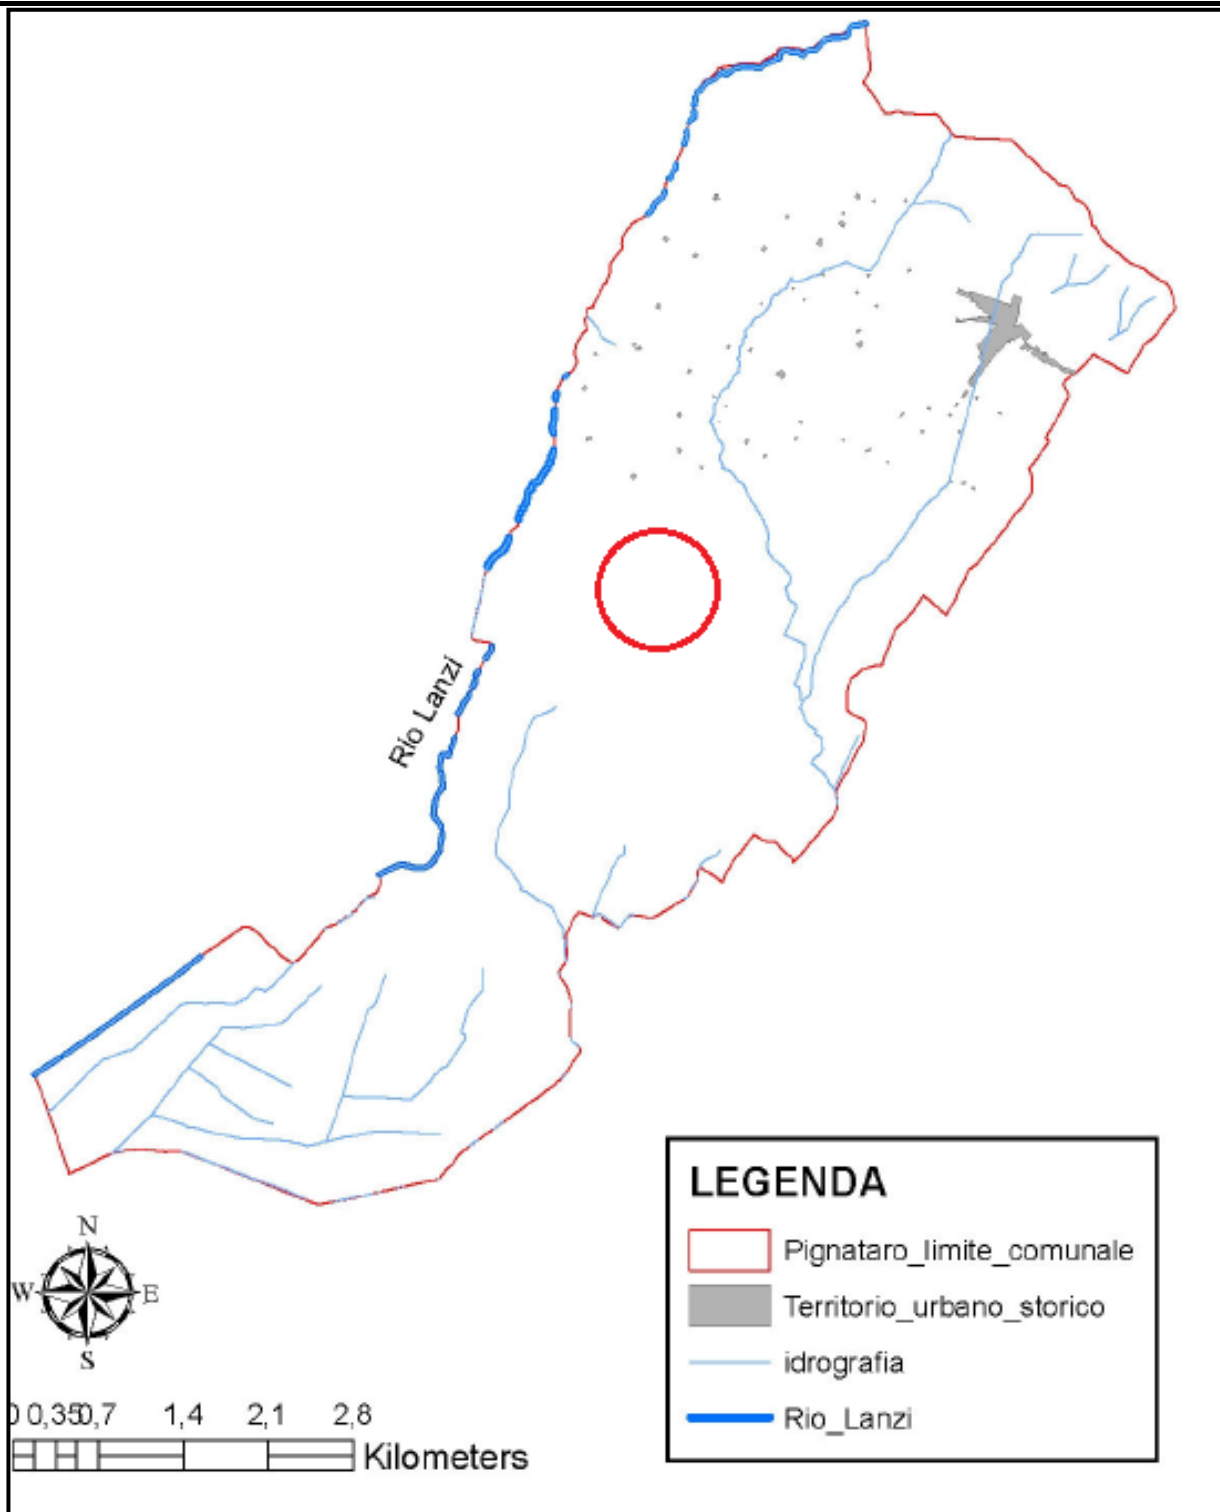 Rio Lanzi
LEGENDA
Pignataro_limite_comunale
Territorio_urbano_storico
idrografia
Rio_Lanzi
N
W E
S
0 0,35 0,7 1,4 2,1 2,8
Kilometers